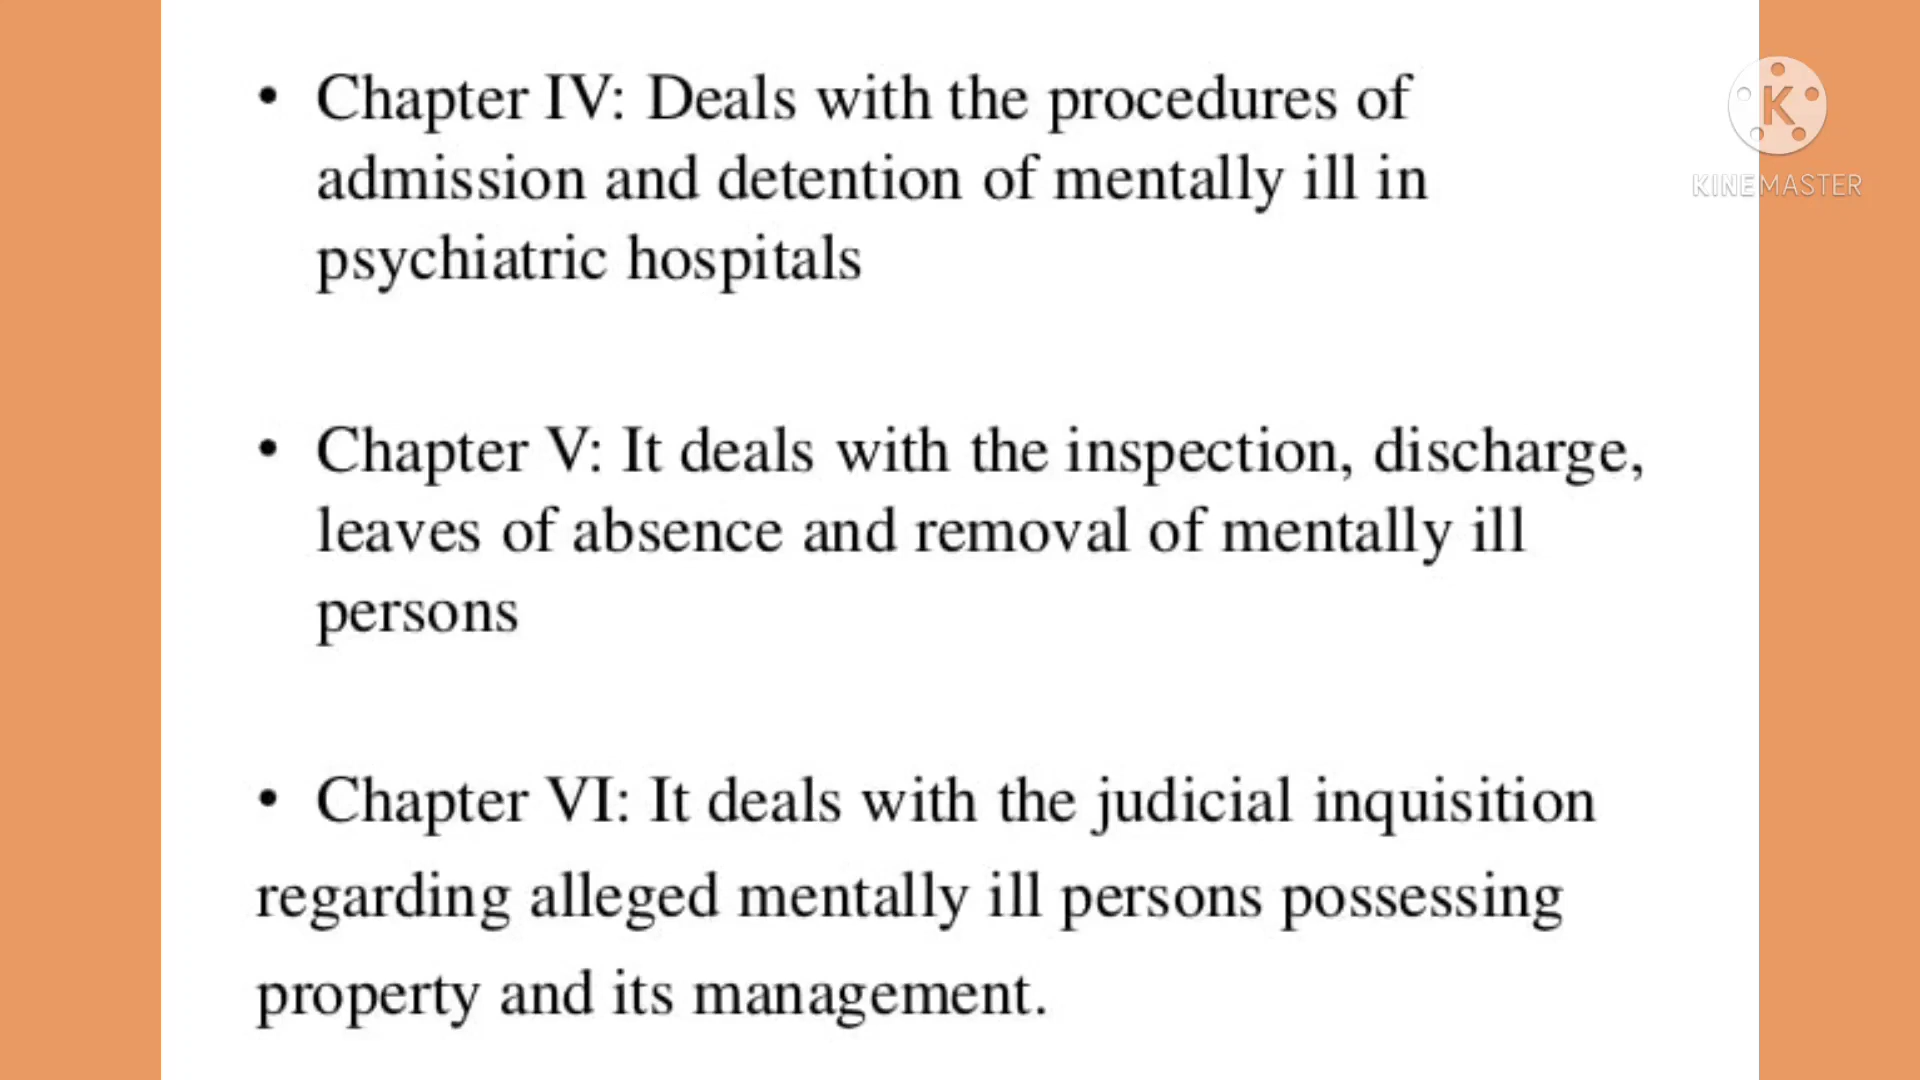 • Chapter IV: Deals with the procedures of
admission and detention of mentally ill in
psychiatric hospitals
• Chapter V: It deals with the inspection, discharge,
leaves of absence and removal of mentally ill
persons
• Chapter VI: It deals with the judicial inquisition
regarding alleged mentally ill persons possessing
property and its management.
K
KINEMASTER